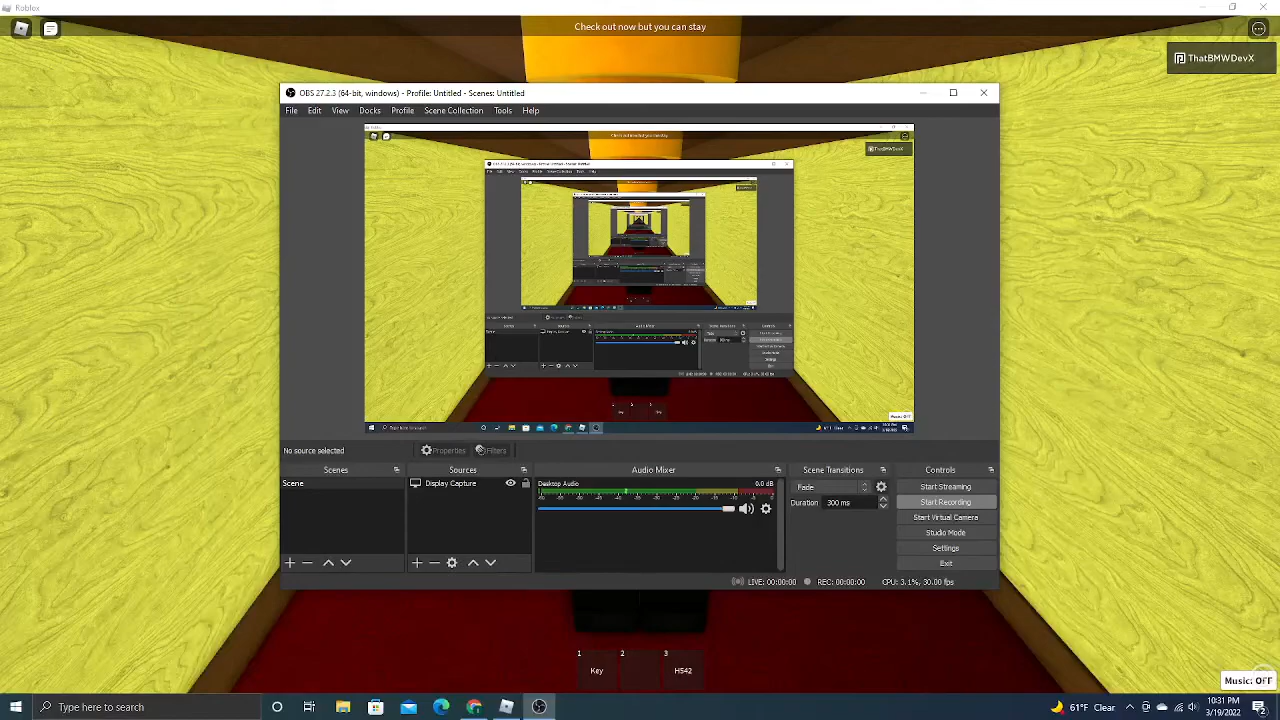 Roblox
Check out now but you can stay
ThatBMWDevX
OBS 27.2.3 (64-bit, windows) - Profile: Untitled - Scenes: Untitled
File Edit View Docks Profile Scene Collection Tools Help
No source selected Properties Filters
Scenes Sources Audio Mixer Scene Transitions Controls
Scene Display Capture Desktop Audio 0.0 dB Fade Start Streaming
Duration 300 ms Start Recording
Start Virtual Camera
Studio Mode
Settings
Exit
LIVE: 00:00:00 REC: 00:00:00 CPU: 3.1%, 30.00 fps
1 2 3
Key H542
Music: OFF
Type here to search 61°F Clear 10:31 PM
3/19/2022 2